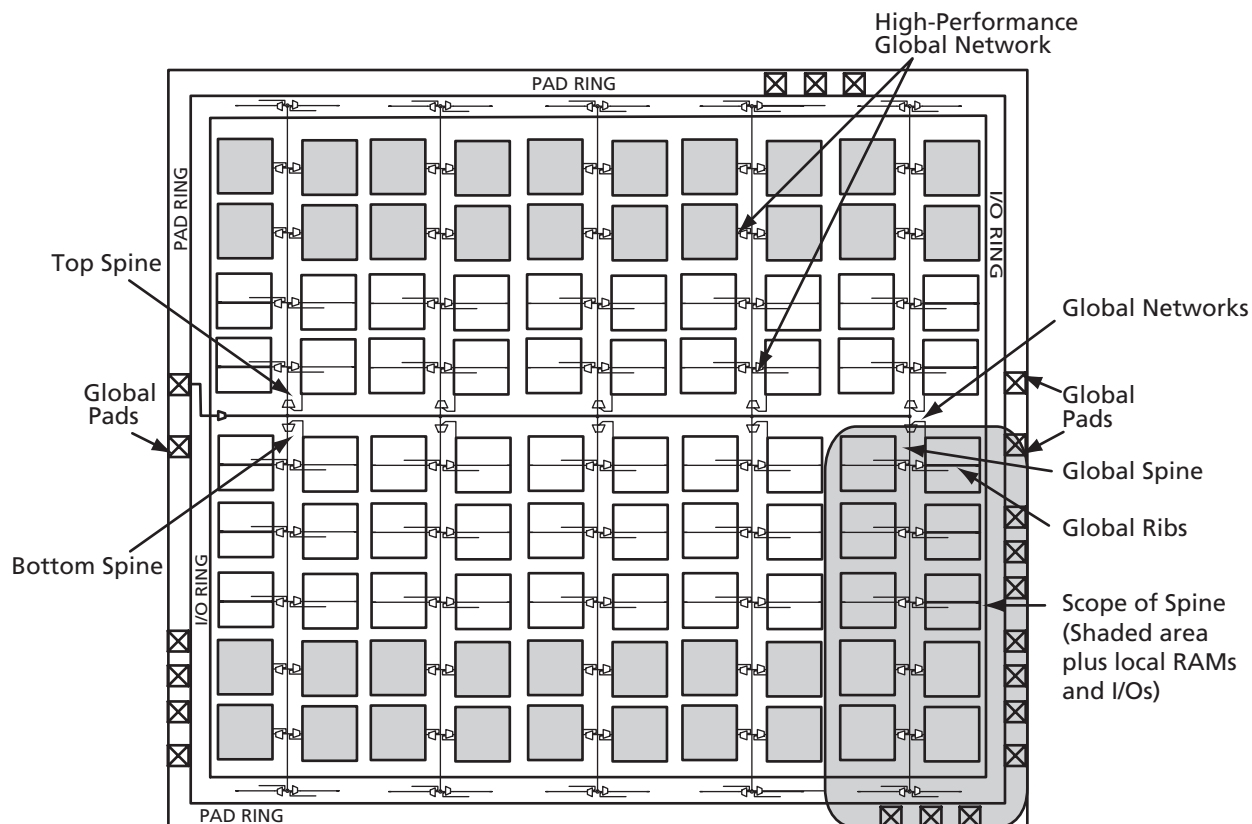 High-Performance
Global Network
PAD RING
PAD RING
I/O RING
Top Spine
Global Networks
Global
Pads
Global
Pads
Global Spine
Global Ribs
Bottom Spine
I/O RING
Scope of Spine
(Shaded area
plus local RAMs
and I/Os)
PAD RING